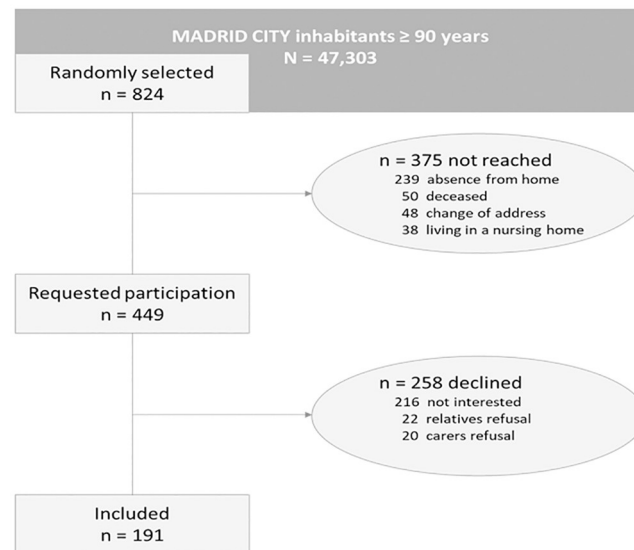 MADRID CITY inhabitants ≥ 90 years
N = 47,303
Randomly selected
n = 824
n = 375 not reached
239 absence from home
50 deceased
48 change of address
38 living in a nursing home
Requested participation
n = 449
n = 258 declined
216 not interested
22 relatives refusal
20 carers refusal
Included
n = 191